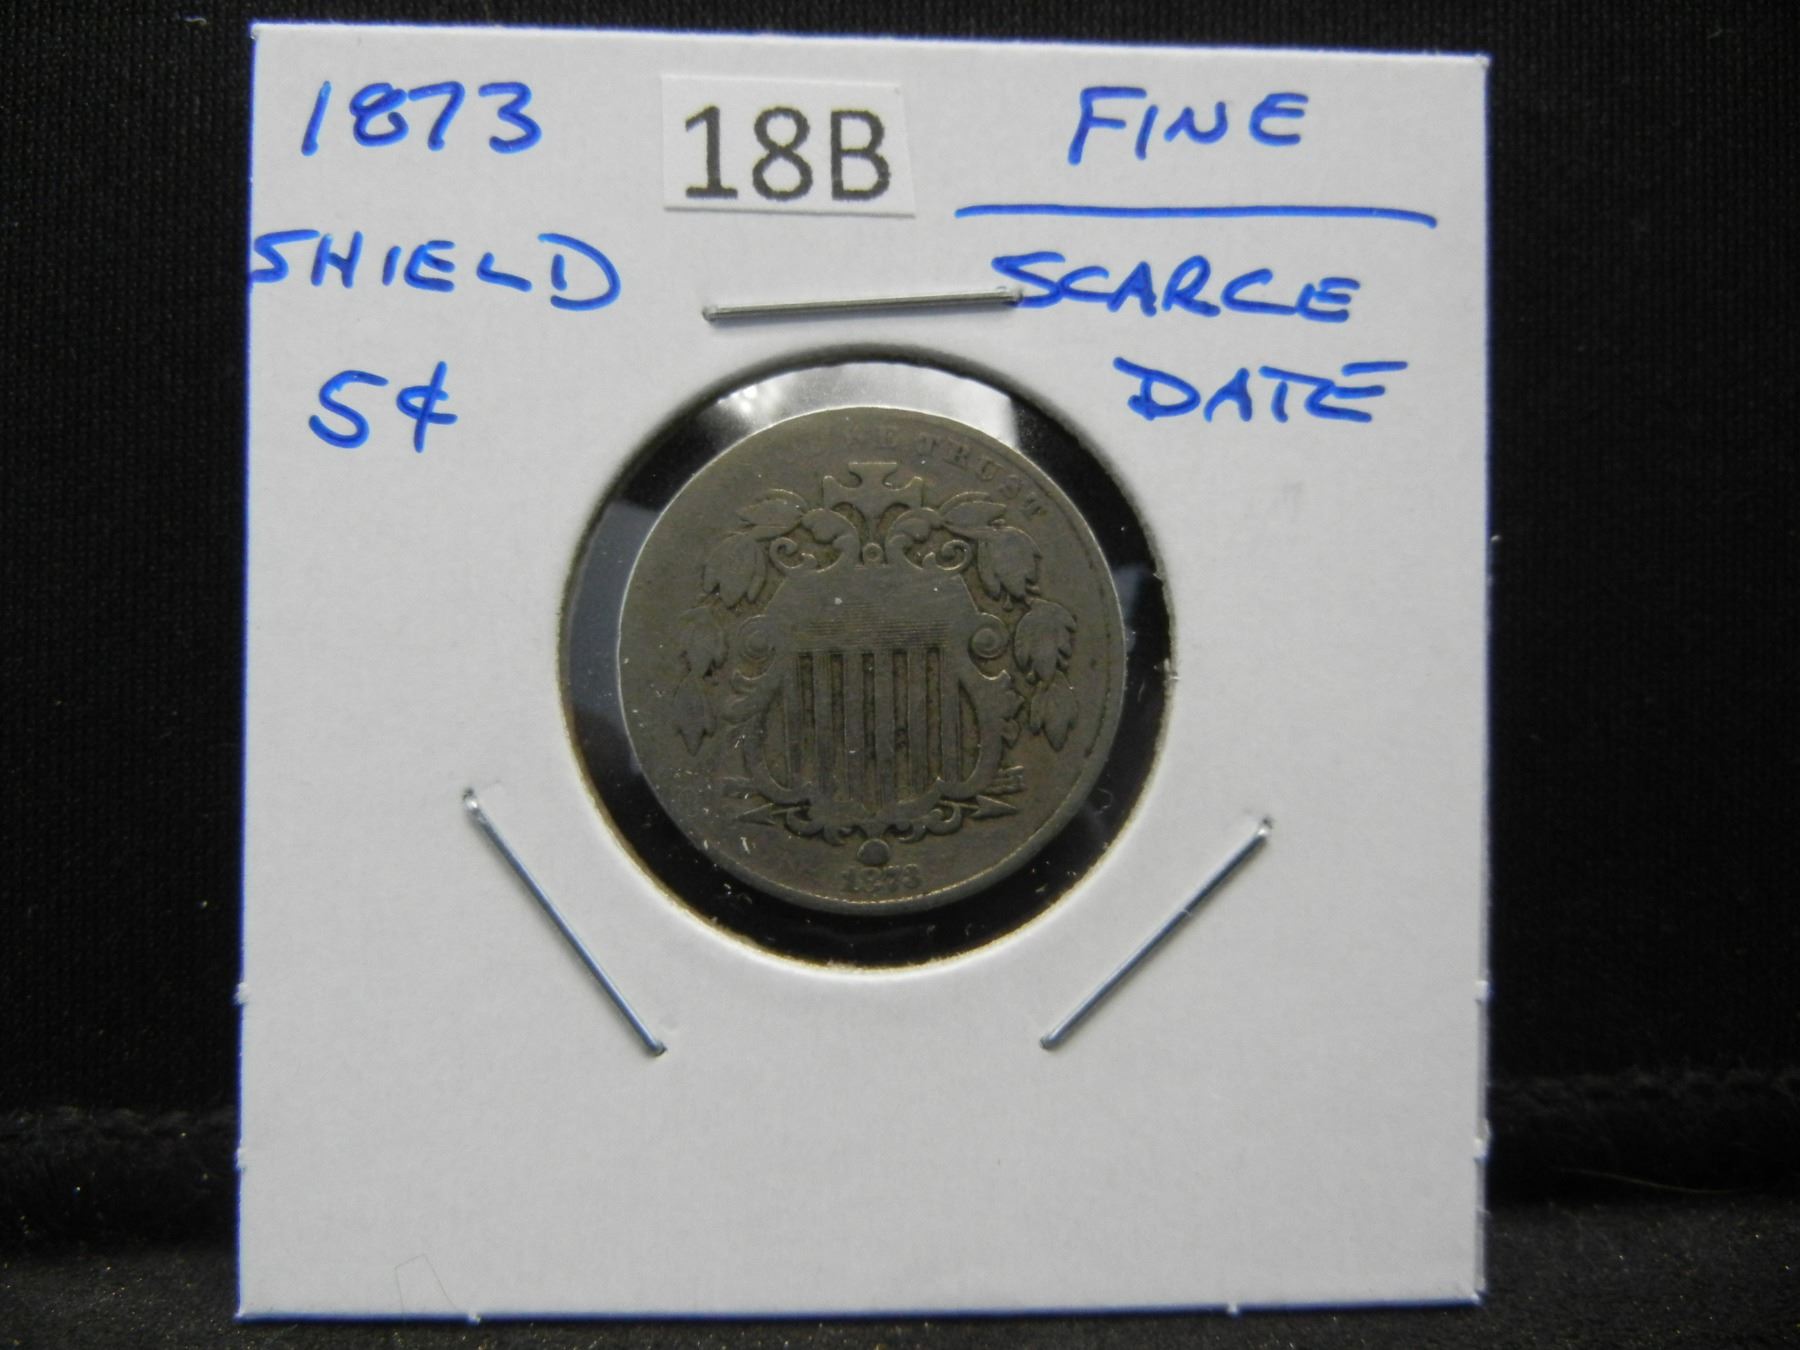 1873
SHIELD
5¢
18B
FINE
SCARCE
DATE
WE TRUST
1873